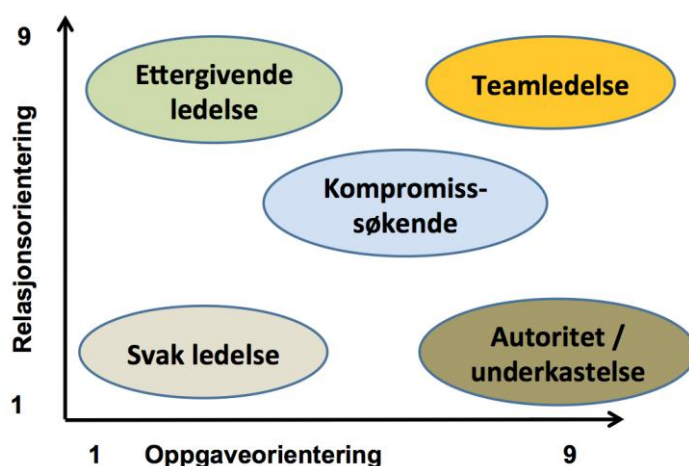 9
Ettergivende
ledelse
Teamledelse
Kompromiss-
søkende
Relasjonsorientering
Svak ledelse
Autoritet /
underkastelse
1
1 Oppgaveorientering 9